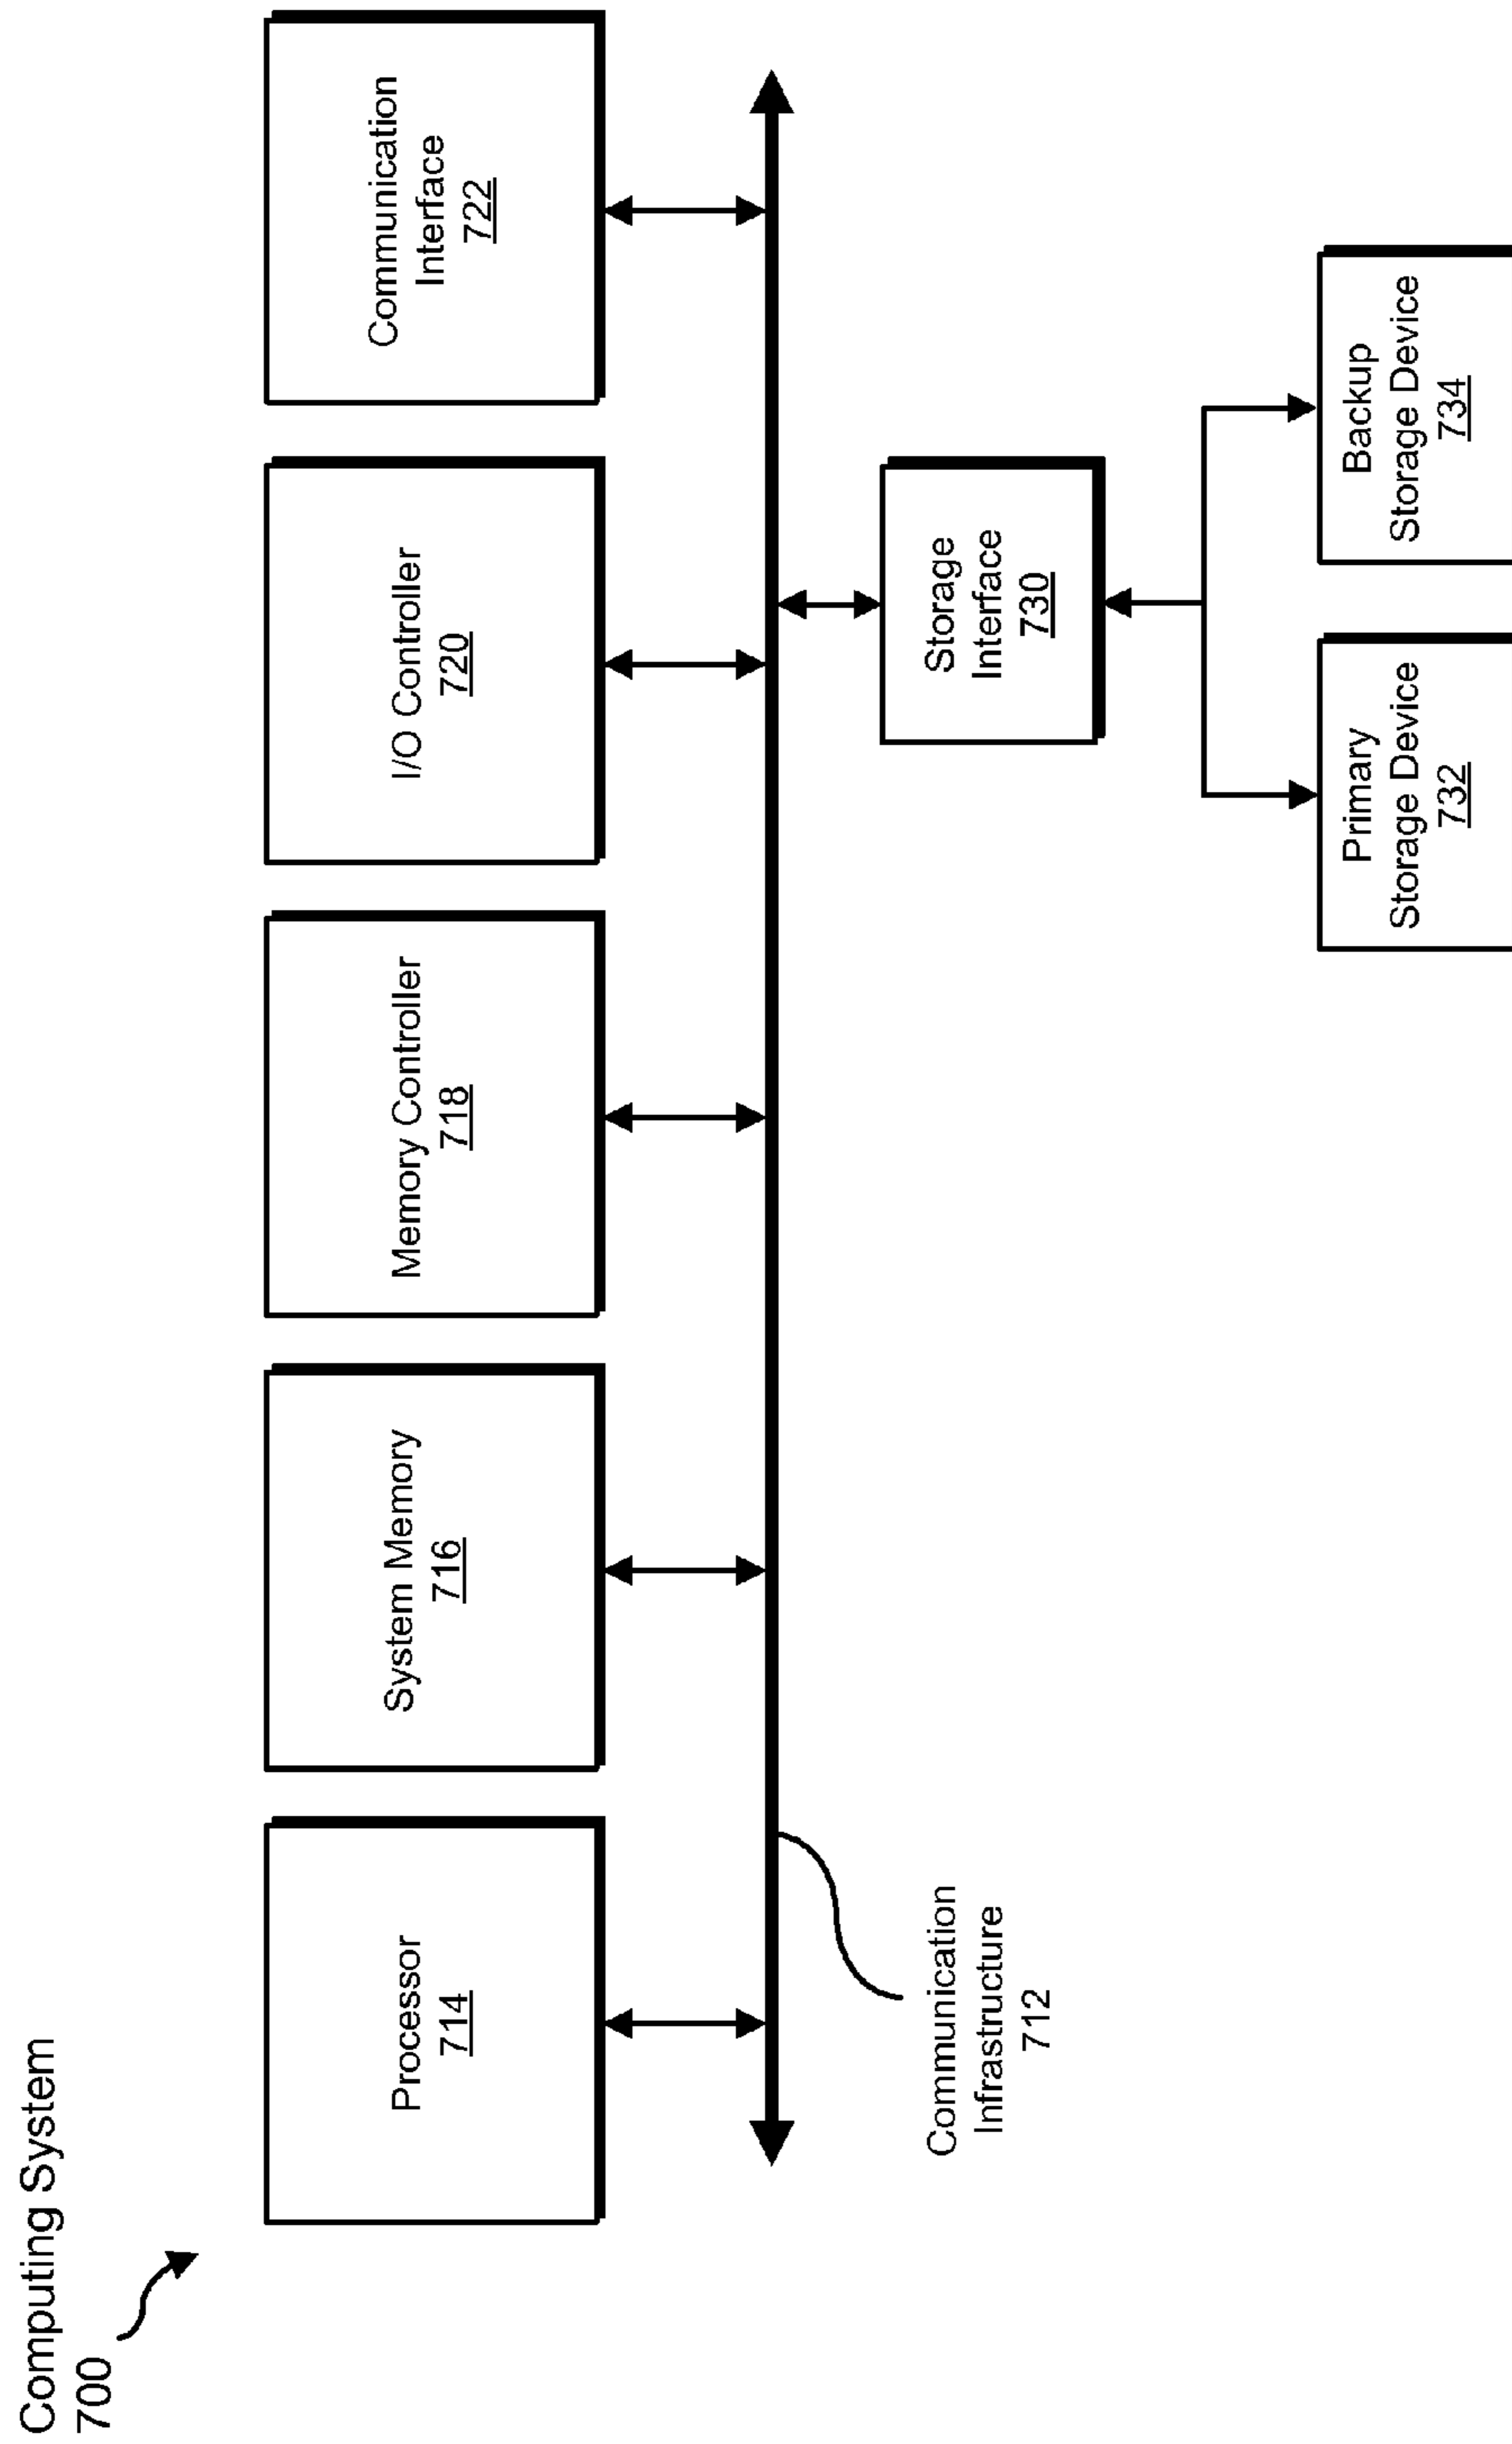 Computing System
700
Processor
714
System Memory
716
Memory Controller
718
I/O Controller
720
Communication
Interface
722
Communication
Infrastructure
712
Storage
Interface
730
Primary
Storage Device
732
Backup
Storage Device
734